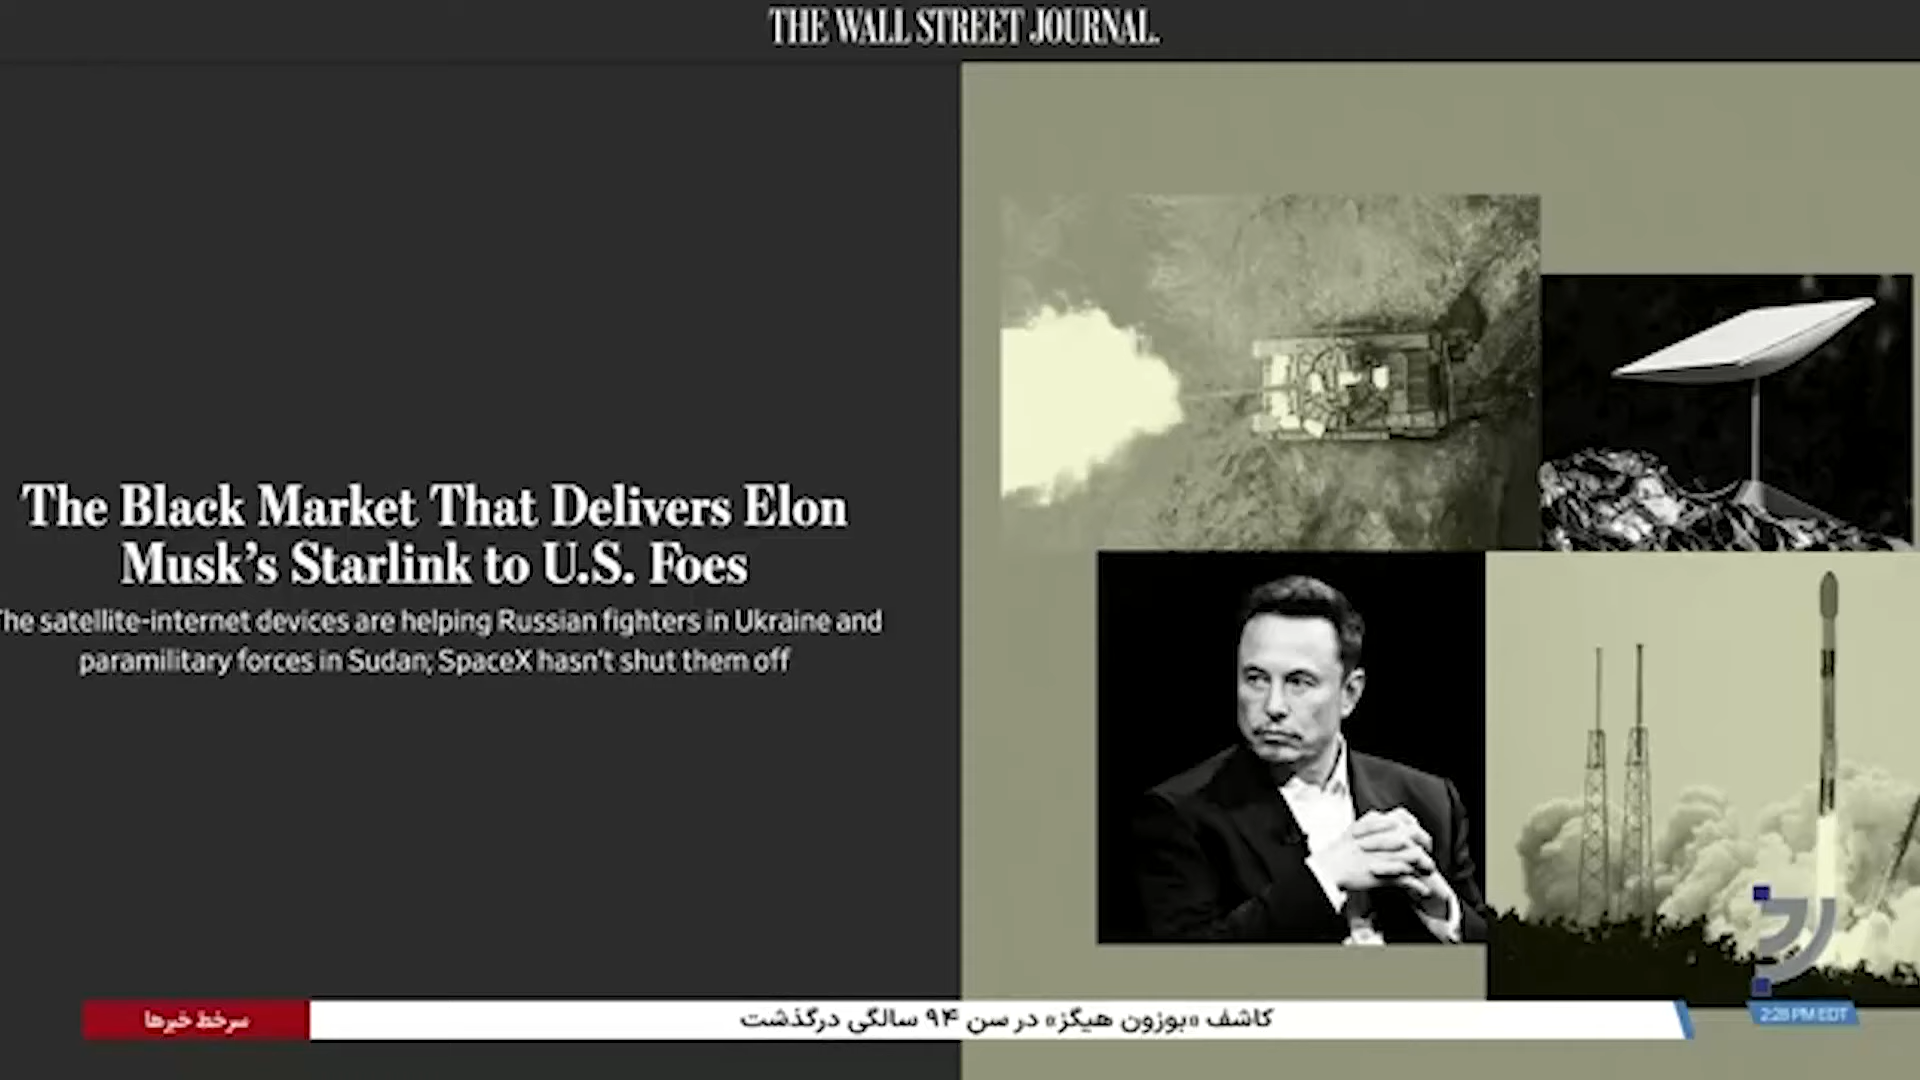 THE WALL STREET JOURNAL.
The Black Market That Delivers Elon
Musk's Starlink to U.S. Foes
The satellite-internet devices are helping Russian fighters in Ukraine and
paramilitary forces in Sudan; SpaceX hasn't shut them off
سرخط خبرها
کاشف «بوزون هیگز» در سن ۹۴ سالگی درگذشت
2:28 PM EDT